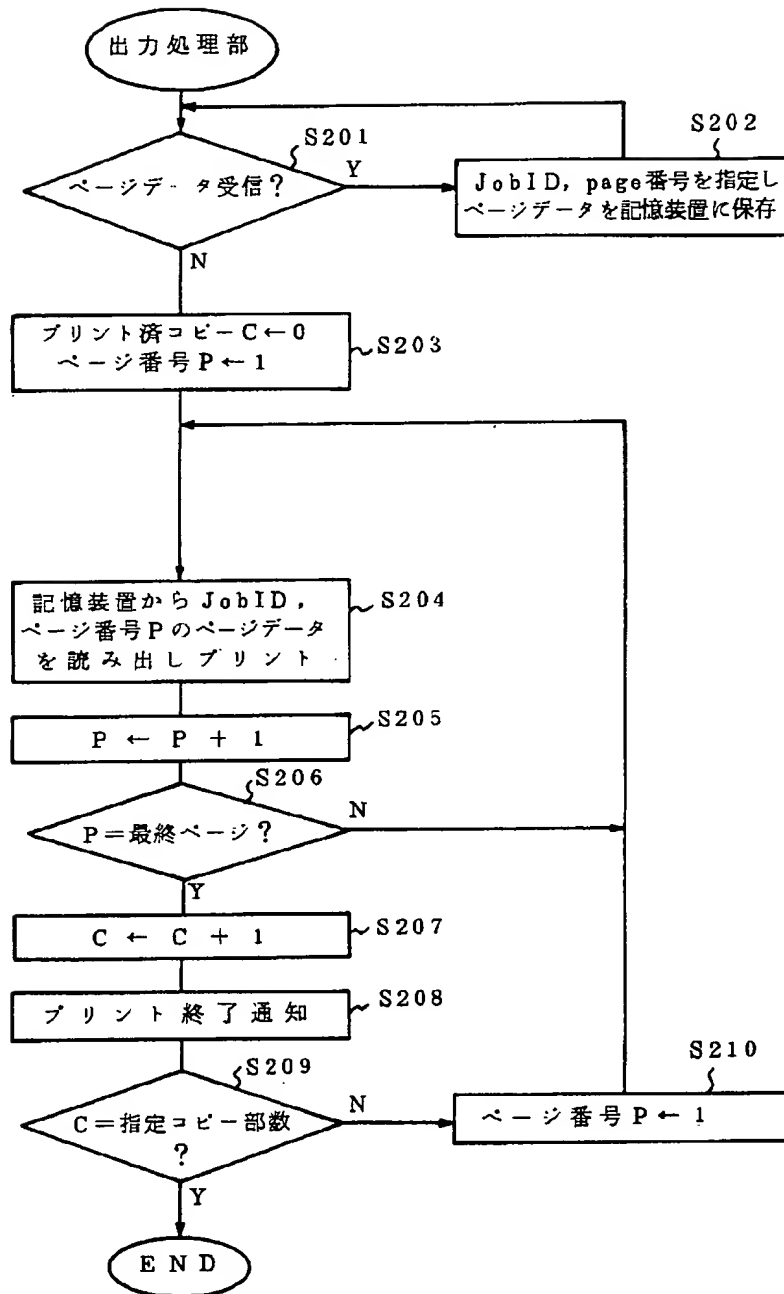 出力処理部
S201
S202
ページデータ受信?
Y
JobID, page番号を指定し
ページデータを記憶装置に保存
N
プリント済コピーC←0
ページ番号P←1
S203
記憶装置からJobID,
ページ番号Pのページデータ
を読み出しプリント
S204
P ← P + 1
S205
S206
P=最終ページ?
N
Y
C ← C + 1
S207
プリント終了通知
S208
S209
S210
C=指定コピー部数
?
N
ページ番号P←1
Y
END